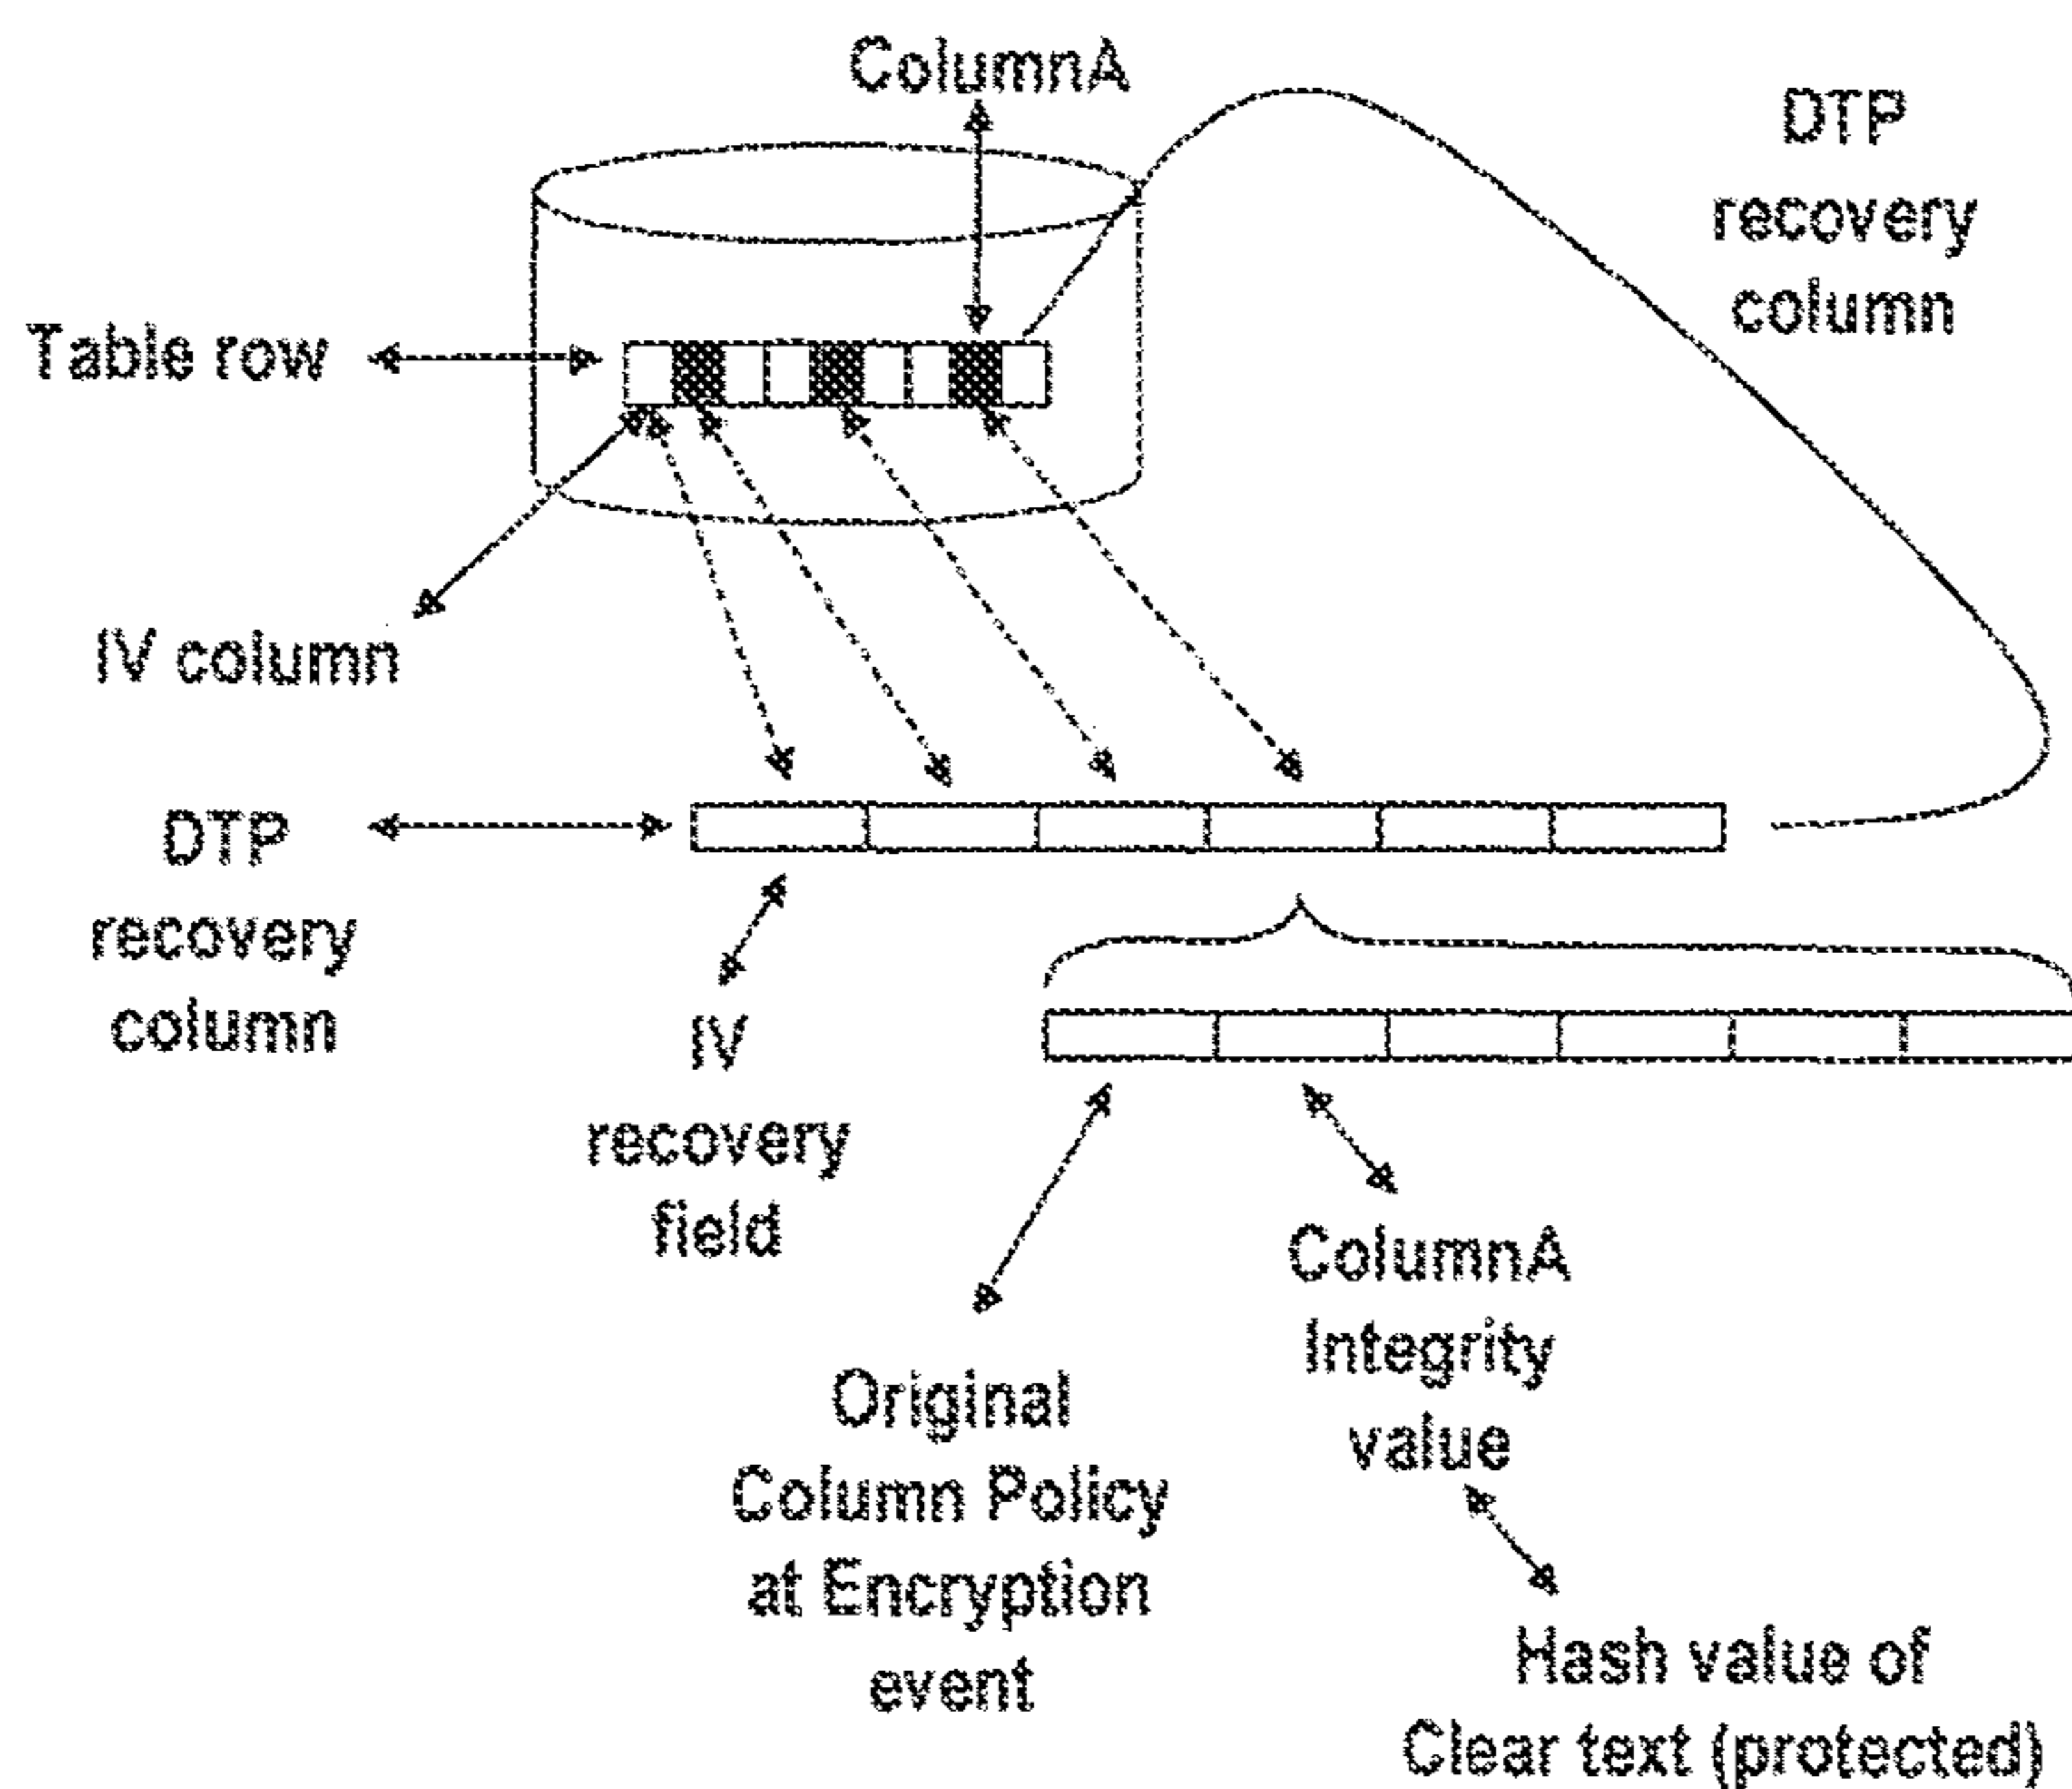 ColumnA
DTP
recovery
column
Table row
IV column
DTP
recovery
column
IV
recovery
field
ColumnA
Integrity
value
Original
Column Policy
at Encryption
event
Hash value of
Clear text (protected)